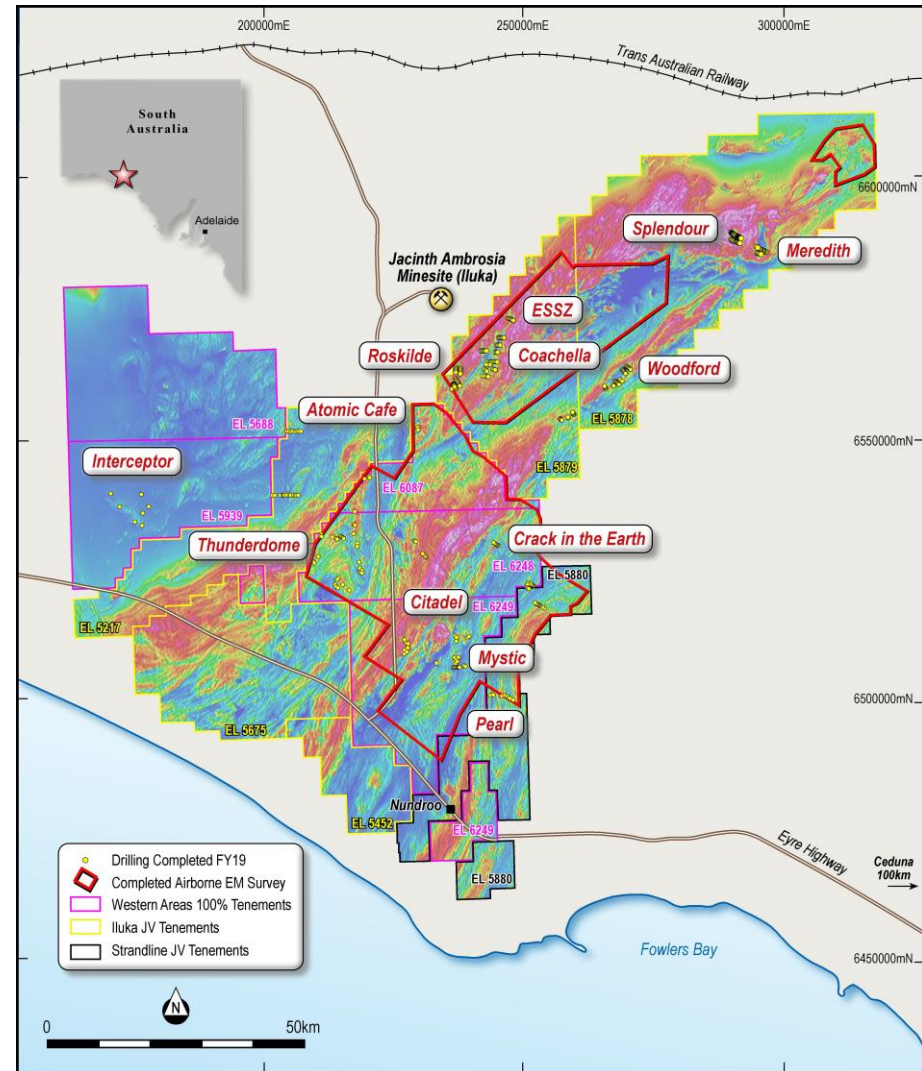 200000mE
250000mE
300000mE
Trans Australian Railway
South
Australia
Adelaide
6600000mN
Splendour
Meredith
Jacinth Ambrosia
Minesite (Iluka)
ESSZ
Roskilde
Coachella
Woodford
Atomic Cafe
EL 5878
EL 5688
6550000mN
Interceptor
EL 5879
EL 6087
EL 5939
Thunderdome
Crack in the Earth
EL 6248
EL 5880
Citadel
EL 6249
EL 5217
Mystic
6500000mN
Pearl
EL 5675
Nundroo
EL 5452
EL 6249
Eyre Highway
EL 5880
Ceduna
100km
Drilling Completed FY19
Completed Airborne EM Survey
Western Areas 100% Tenements
Iluka JV Tenements
Strandline JV Tenements
Fowlers Bay
6450000mN
N
0
50km